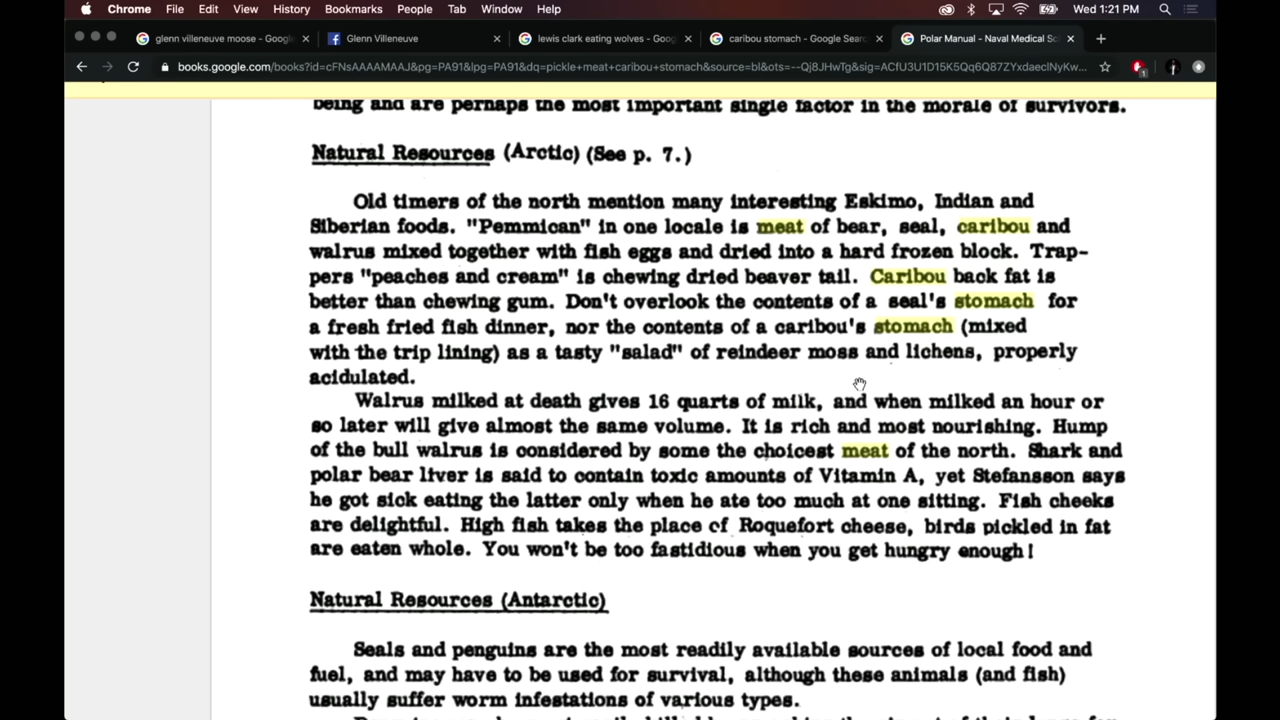 Chrome File Edit View History Bookmarks People Tab Window Help Wed 1:21 PM
glenn villeneuve moose - Goog Glenn Villeneuve lewis clark eating wolves - Goog caribou stomach - Google Sear Polar Manual - Naval Medical Sc
books.google.com/books?id=cFNsAAAAMAAJ&pg=PA91&lpg=PA91&dq=pickle+meat+caribou+stomach&source=bl&ots=--Qj8JHwTg&sig=ACfU3U1D15K5Qq6Q87ZYxdaeclNyKw...
being and are perhaps the most important single factor in the morale of survivors.
Natural Resources (Arctic) (See p. 7.)
Old timers of the north mention many interesting Eskimo, Indian and
Siberian foods. "Pemmican" in one locale is meat of bear, seal, caribou and
walrus mixed together with fish eggs and dried into a hard frozen block. Trap-
pers "peaches and cream" is chewing dried beaver tail. Caribou back fat is
better than chewing gum. Don't overlook the contents of a seal's stomach for
a fresh fried fish dinner, nor the contents of a caribou's stomach (mixed
with the trip lining) as a tasty "salad" of reindeer moss and lichens, properly
acidulated.
Walrus milked at death gives 16 quarts of milk, and when milked an hour or
so later will give almost the same volume. It is rich and most nourishing. Hump
of the bull walrus is considered by some the choicest meat of the north. Shark and
polar bear liver is said to contain toxic amounts of Vitamin A, yet Stefansson says
he got sick eating the latter only when he ate too much at one sitting. Fish cheeks
are delightful. High fish takes the place of Roquefort cheese, birds pickled in fat
are eaten whole. You won't be too fastidious when you get hungry enough!
Natural Resources (Antarctic)
Seals and penguins are the most readily available sources of local food and
fuel, and may have to be used for survival, although these animals (and fish)
usually suffer worm infestations of various types.